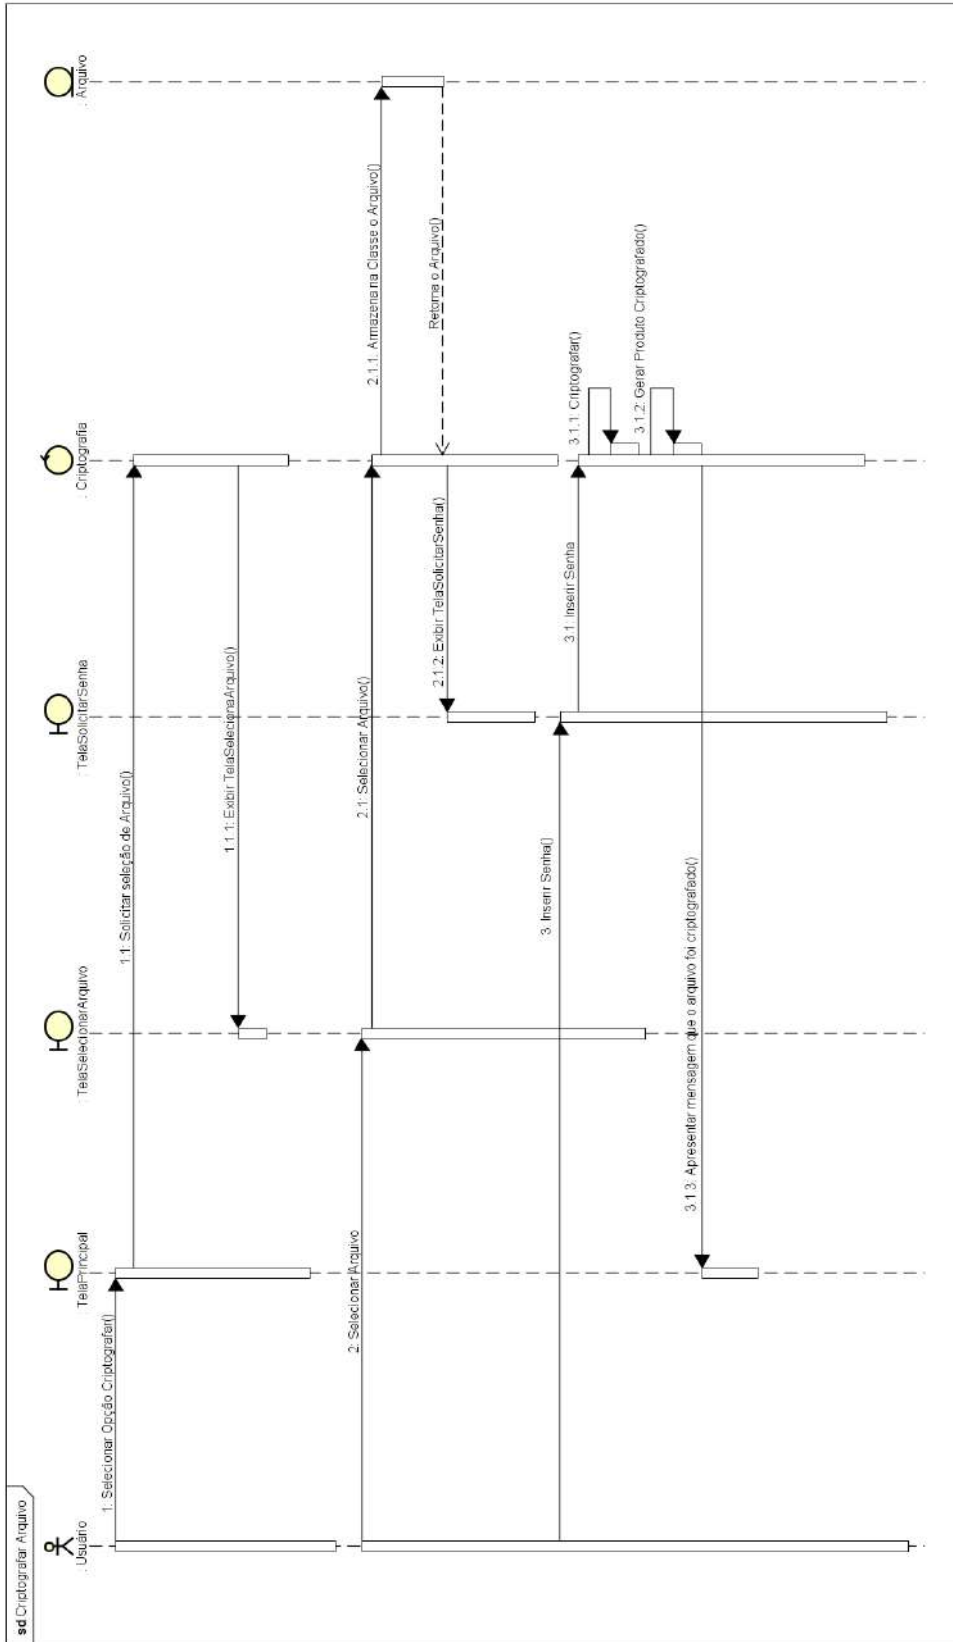 sd Criptografar Arquivo
: Usuário
: TelaPrincipal
: TelaSelecionarArquivo
: TelaSolicitarSenha
: Criptografia
: Arquivo
1: Selecionar Opção Criptografar()
1.1: Solicitar seleção de Arquivo()
1.1.1: Exibir TelaSelecionaArquivo()
2: Selecionar Arquivo
2.1: Selecionar Arquivo()
2.1.1: Armazena na Classe o Arquivo()
Retorna o Arquivo()
2.1.2: Exibir TelaSolicitarSenha()
3: Inserir Senha()
3.1: Inserir Senha
3.1.1: Criptografar()
3.1.2: Gerar Produto Criptografado()
3.1.3: Apresentar mensagem que o arquivo foi criptografado()